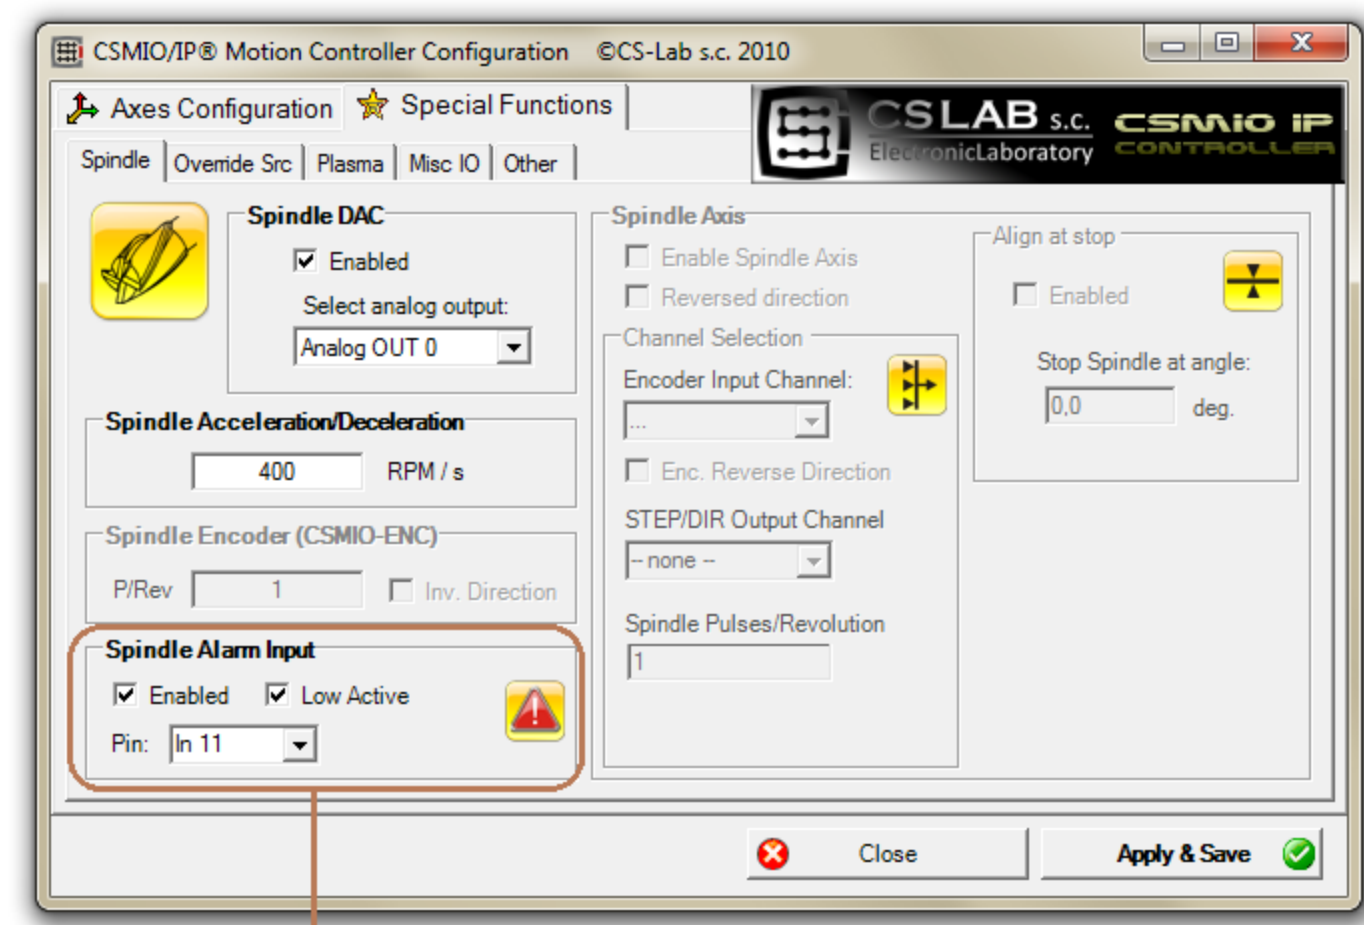 CSMIO/IP® Motion Controller Configuration ©CS-Lab s.c. 2010
Axes Configuration
Special Functions
CSLAB s.c.
ElectronicLaboratory
CSMIO IP
CONTROLLER
Spindle
Override Src
Plasma
Misc IO
Other
Spindle DAC
Enabled
Select analog output:
Analog OUT 0
Spindle Acceleration/Deceleration
400 RPM / s
Spindle Encoder (CSMIO-ENC)
P/Rev 1 Inv. Direction
Spindle Alarm Input
Enabled Low Active
Pin: In 11
Spindle Axis
Enable Spindle Axis
Reversed direction
Channel Selection
Encoder Input Channel:
...
Enc. Reverse Direction
STEP/DIR Output Channel
-- none --
Spindle Pulses/Revolution
1
Align at stop
Enabled
Stop Spindle at angle:
0,0 deg.
Close
Apply & Save